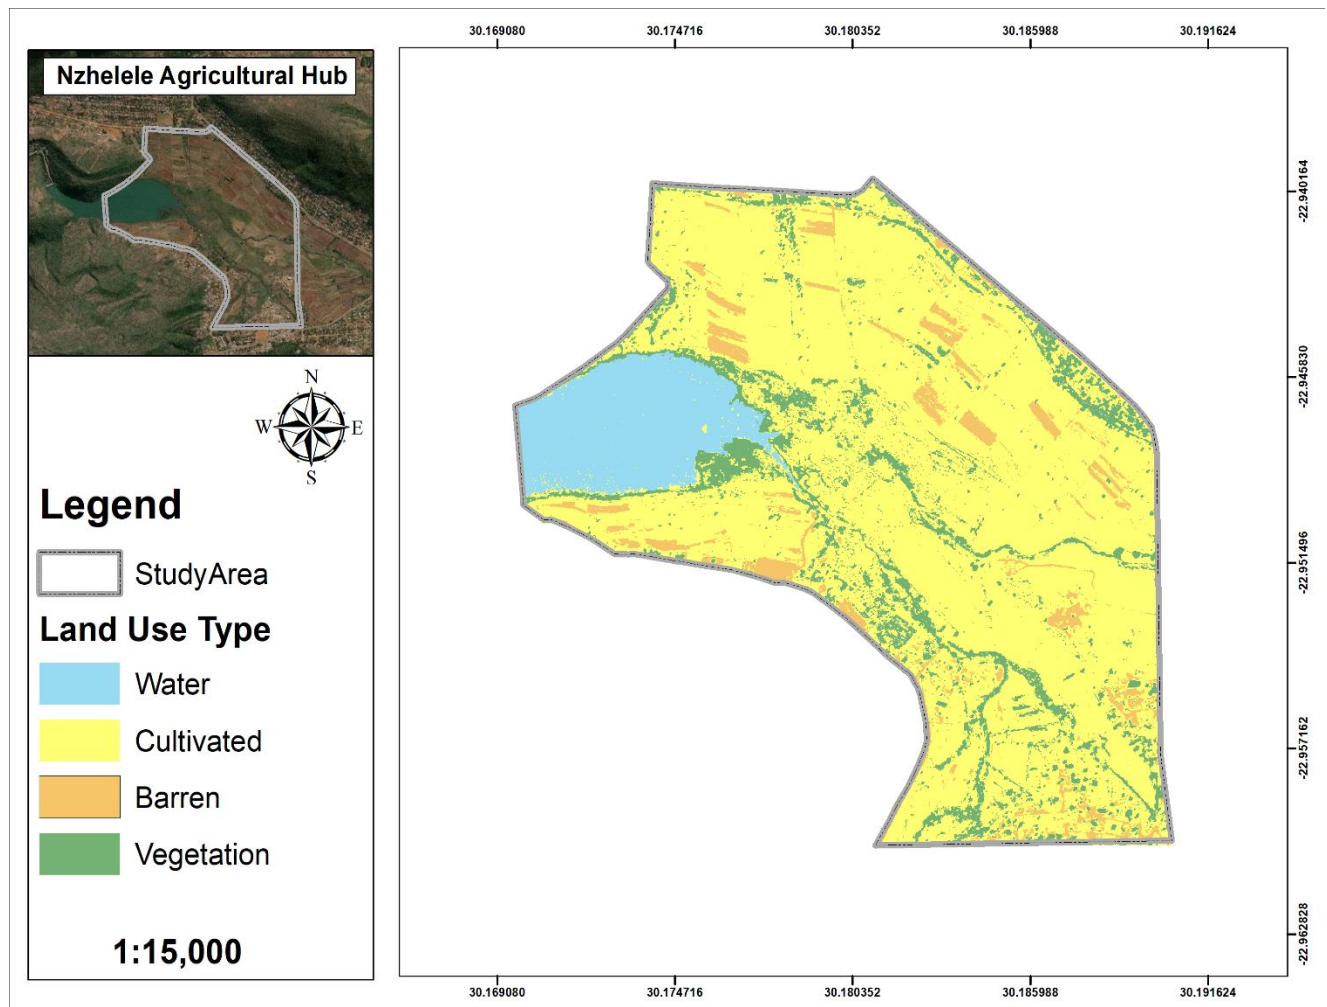 Nzhelele Agricultural Hub
N
W E
S
Legend
StudyArea
Land Use Type
Water
Cultivated
Barren
Vegetation
1:15,000
30.169080 30.174716 30.180352 30.185988 30.191624
-22.940164
-22.945830
-22.951496
-22.957162
-22.962828
30.169080 30.174716 30.180352 30.185988 30.191624